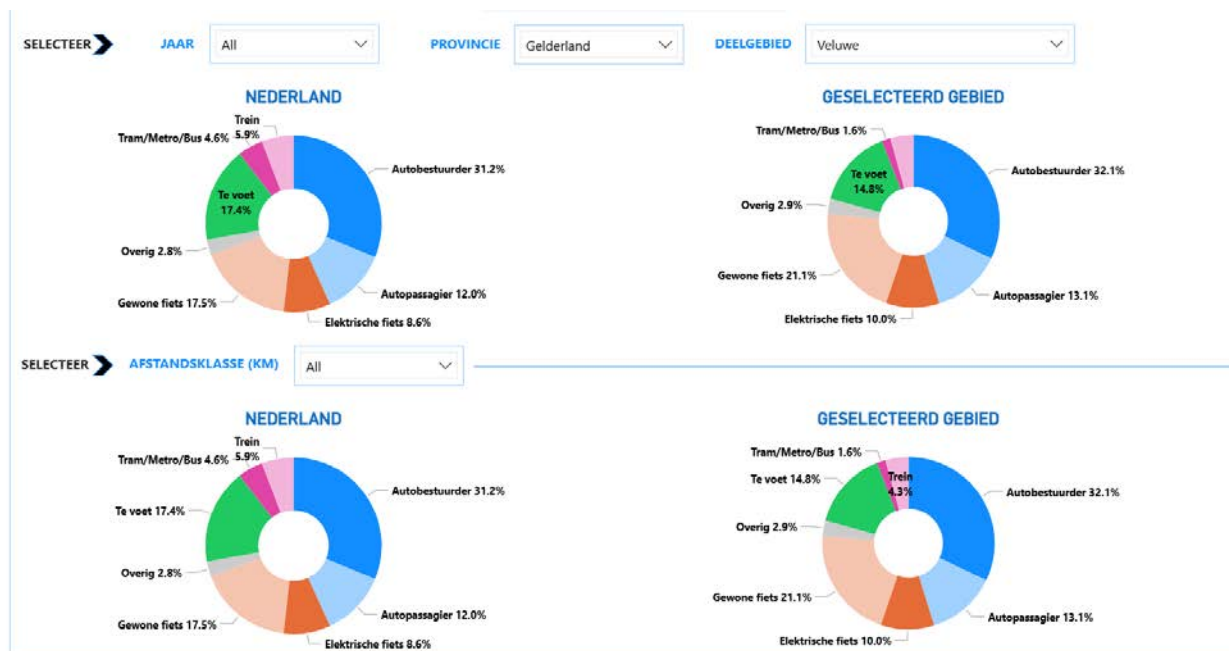 SELECTEER JAAR All PROVINCIE Gelderland DEELGEBIED Veluwe
NEDERLAND
Trein
5.9%
Tram/Metro/Bus 4.6%
Autobestuurder 31.2%
Te voet
17.4%
Overig 2.8%
Gewone fiets 17.5%
Autopassagier 12.0%
Elektrische fiets 8.6%
GESELECTEERD GEBIED
Tram/Metro/Bus 1.6%
Autobestuurder 32.1%
Te voet
14.8%
Overig 2.9%
Gewone fiets 21.1%
Autopassagier 13.1%
Elektrische fiets 10.0%
SELECTEER AFSTANDSKLASSE (KM) All
NEDERLAND
Trein
5.9%
Tram/Metro/Bus 4.6%
Autobestuurder 31.2%
Te voet 17.4%
Overig 2.8%
Gewone fiets 17.5%
Autopassagier 12.0%
Elektrische fiets 8.6%
GESELECTEERD GEBIED
Tram/Metro/Bus 1.6%
Trein
4.3%
Te voet 14.8%
Autobestuurder 32.1%
Overig 2.9%
Gewone fiets 21.1%
Autopassagier 13.1%
Elektrische fiets 10.0%